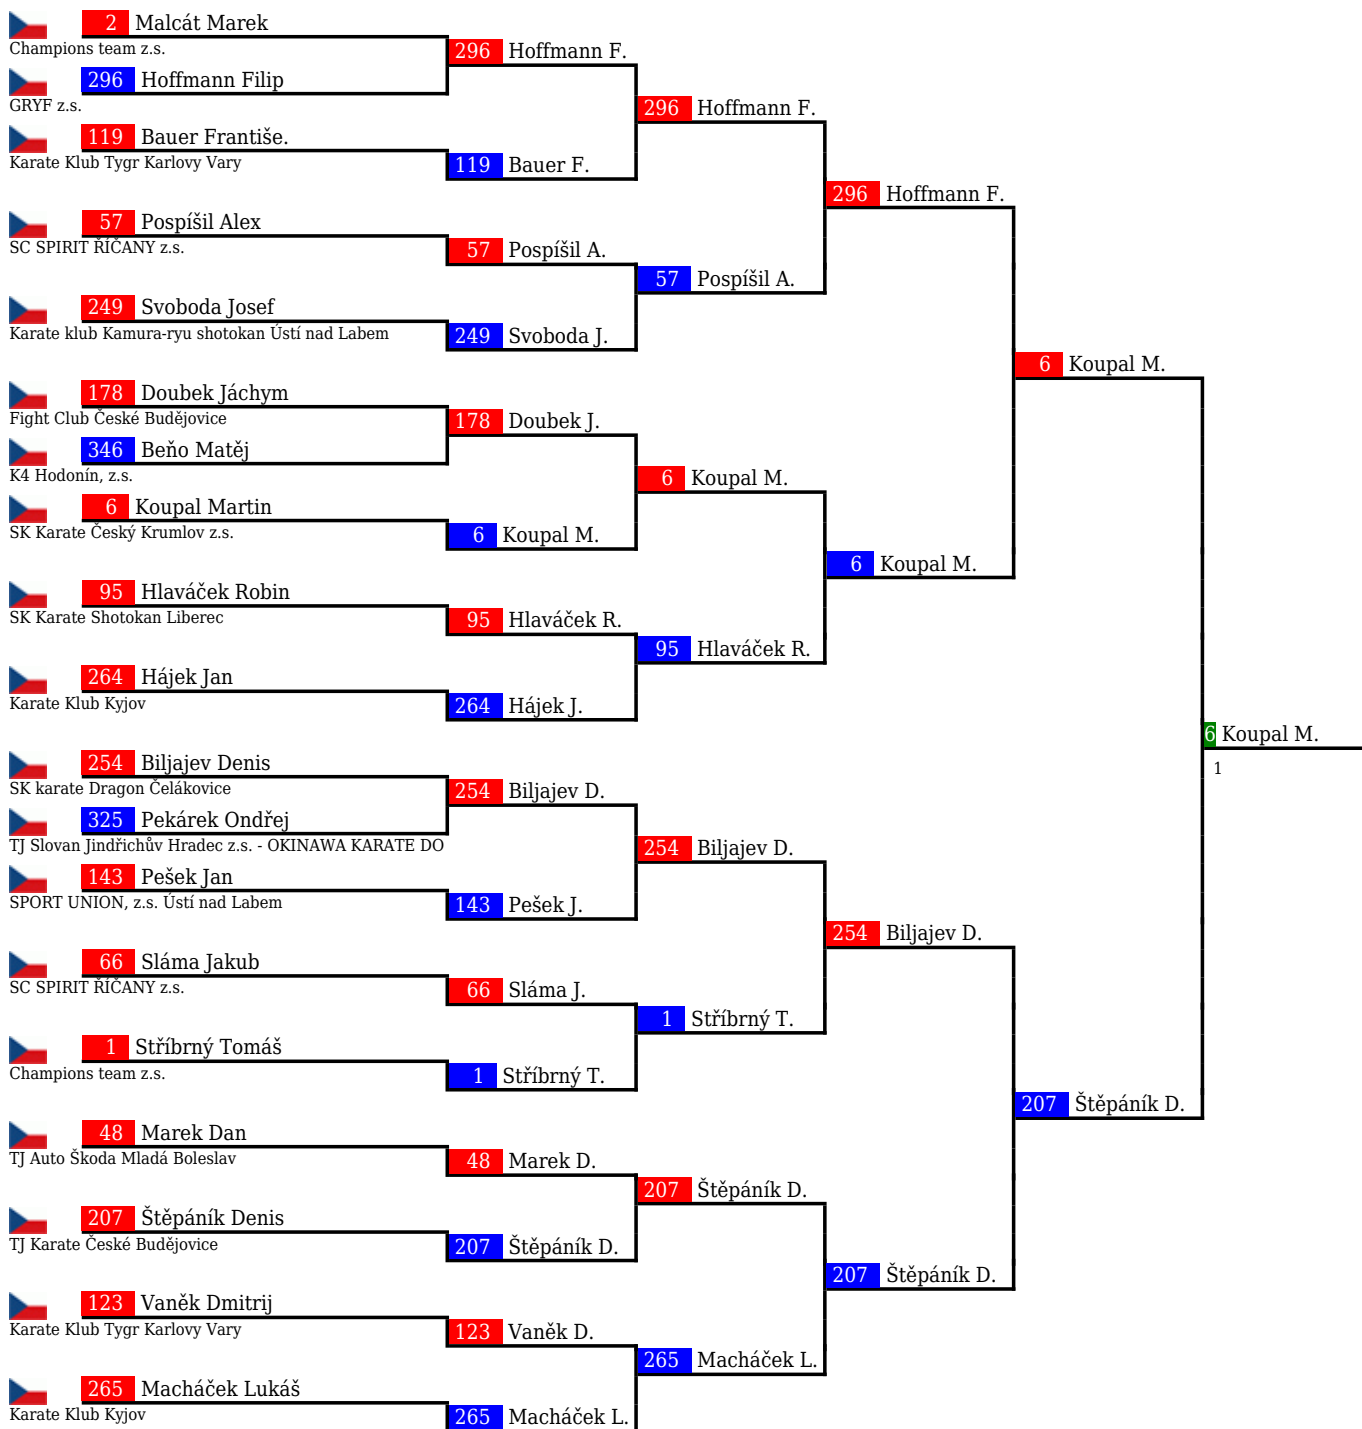 2 Malcát Marek
Champions team z.s.
296 Hoffmann F.
296 Hoffmann Filip
GRYF z.s.
296 Hoffmann F.
119 Bauer Františe.
Karate Klub Tygr Karlovy Vary
119 Bauer F.
296 Hoffmann F.
57 Pospíšil Alex
SC SPIRIT ŘÍČANY z.s.
57 Pospíšil A.
57 Pospíšil A.
249 Svoboda Josef
Karate klub Kamura-ryu shotokan Ústí nad Labem
249 Svoboda J.
6 Koupal M.
178 Doubek Jáchym
Fight Club České Budějovice
178 Doubek J.
346 Beňo Matěj
K4 Hodonín, z.s.
6 Koupal M.
6 Koupal Martin
SK Karate Český Krumlov z.s.
6 Koupal M.
6 Koupal M.
95 Hlaváček Robin
SK Karate Shotokan Liberec
95 Hlaváček R.
95 Hlaváček R.
264 Hájek Jan
Karate Klub Kyjov
264 Hájek J.
6 Koupal M.
1
254 Biljajev Denis
SK karate Dragon Čelákovice
254 Biljajev D.
325 Pekárek Ondřej
TJ Slovan Jindřichův Hradec z.s. - OKINAWA KARATE DO
254 Biljajev D.
143 Pešek Jan
SPORT UNION, z.s. Ústí nad Labem
143 Pešek J.
254 Biljajev D.
66 Sláma Jakub
SC SPIRIT ŘÍČANY z.s.
66 Sláma J.
1 Stříbrný T.
1 Stříbrný Tomáš
Champions team z.s.
1 Stříbrný T.
207 Štěpáník D.
48 Marek Dan
TJ Auto Škoda Mladá Boleslav
48 Marek D.
207 Štěpáník D.
207 Štěpáník Denis
TJ Karate České Budějovice
207 Štěpáník D.
207 Štěpáník D.
123 Vaněk Dmitrij
Karate Klub Tygr Karlovy Vary
123 Vaněk D.
265 Macháček L.
265 Macháček Lukáš
Karate Klub Kyjov
265 Macháček L.